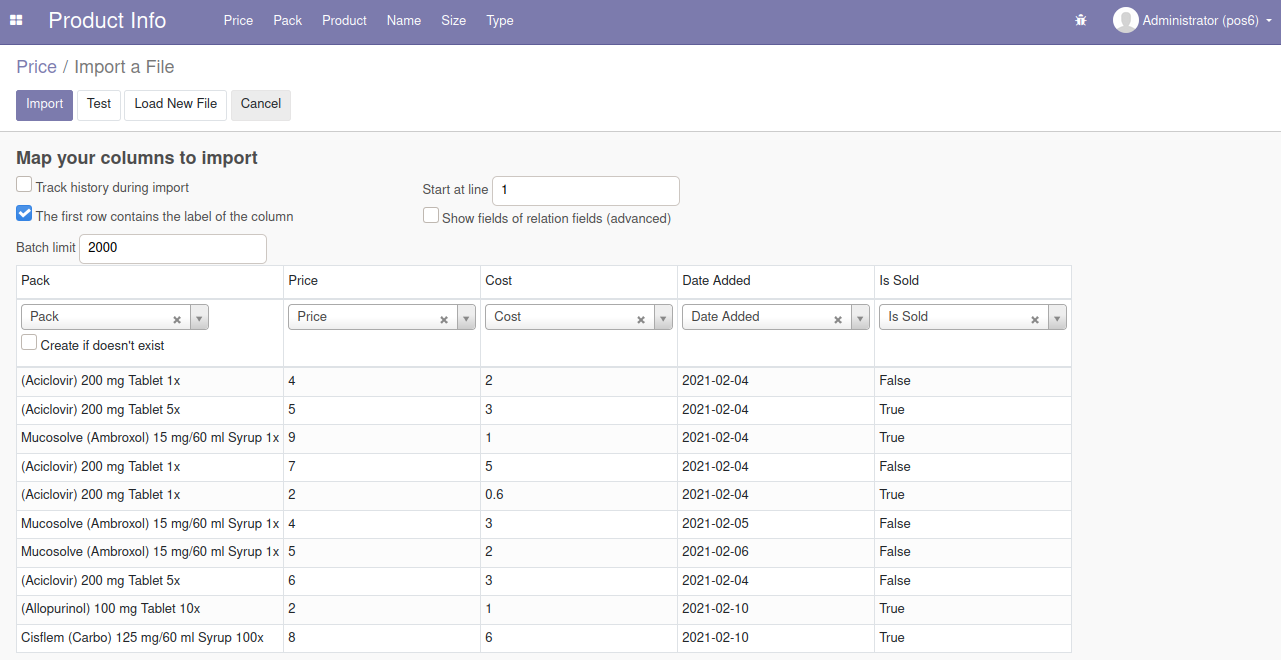 Product Info Price Pack Product Name Size Type Administrator (pos6)
Price / Import a File
Import Test Load New File Cancel
Map your columns to import
Track history during import Start at line 1
The first row contains the label of the column Show fields of relation fields (advanced)
Batch limit 2000
Pack Price Cost Date Added Is Sold
Pack Price Cost Date Added Is Sold
Create if doesn't exist
(Aciclovir) 200 mg Tablet 1x 4 2 2021-02-04 False
(Aciclovir) 200 mg Tablet 5x 5 3 2021-02-04 True
Mucosolve (Ambroxol) 15 mg/60 ml Syrup 1x 9 1 2021-02-04 True
(Aciclovir) 200 mg Tablet 1x 7 5 2021-02-04 False
(Aciclovir) 200 mg Tablet 1x 2 0.6 2021-02-04 True
Mucosolve (Ambroxol) 15 mg/60 ml Syrup 1x 4 3 2021-02-05 False
Mucosolve (Ambroxol) 15 mg/60 ml Syrup 1x 5 2 2021-02-06 False
(Aciclovir) 200 mg Tablet 5x 6 3 2021-02-04 False
(Allopurinol) 100 mg Tablet 10x 2 1 2021-02-10 True
Cisflem (Carbo) 125 mg/60 ml Syrup 100x 8 6 2021-02-10 True